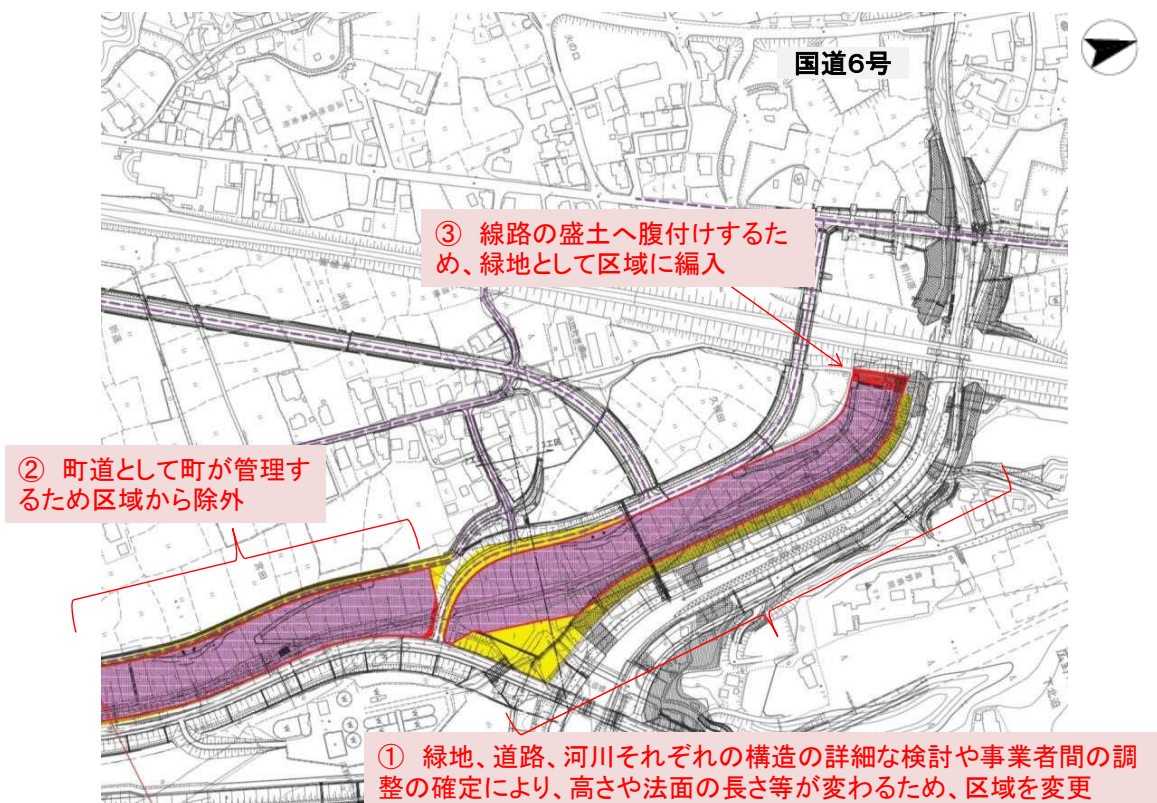 国道6号
③ 線路の盛土へ腹付けするた
め、緑地として区域に編入
② 町道として町が管理す
るため区域から除外
① 緑地、道路、河川それぞれの構造の詳細な検討や事業者間の調
整の確定により、高さや法面の長さ等が変わるため、区域を変更